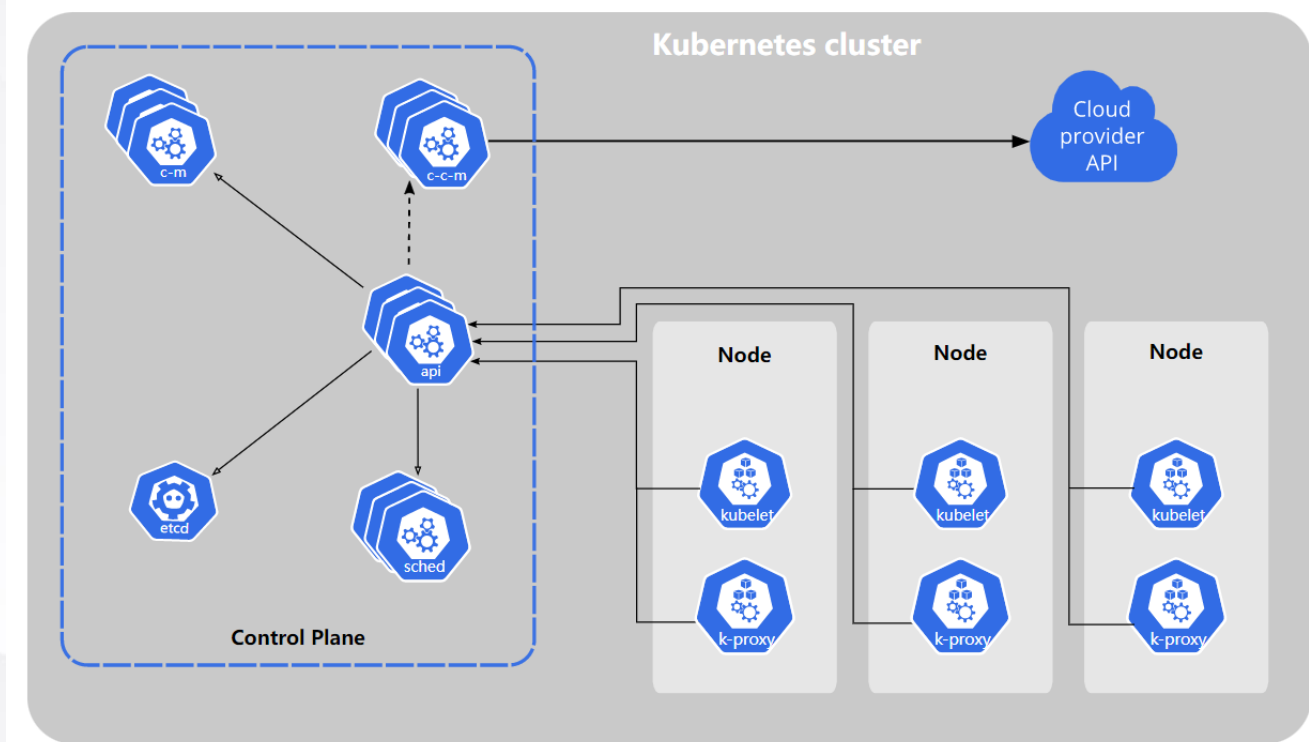 Kubernetes cluster
c-m
c-c-m
Cloud
provider
API
api
etcd
sched
Control Plane
Node
kubelet
k-proxy
Node
kubelet
k-proxy
Node
kubelet
k-proxy